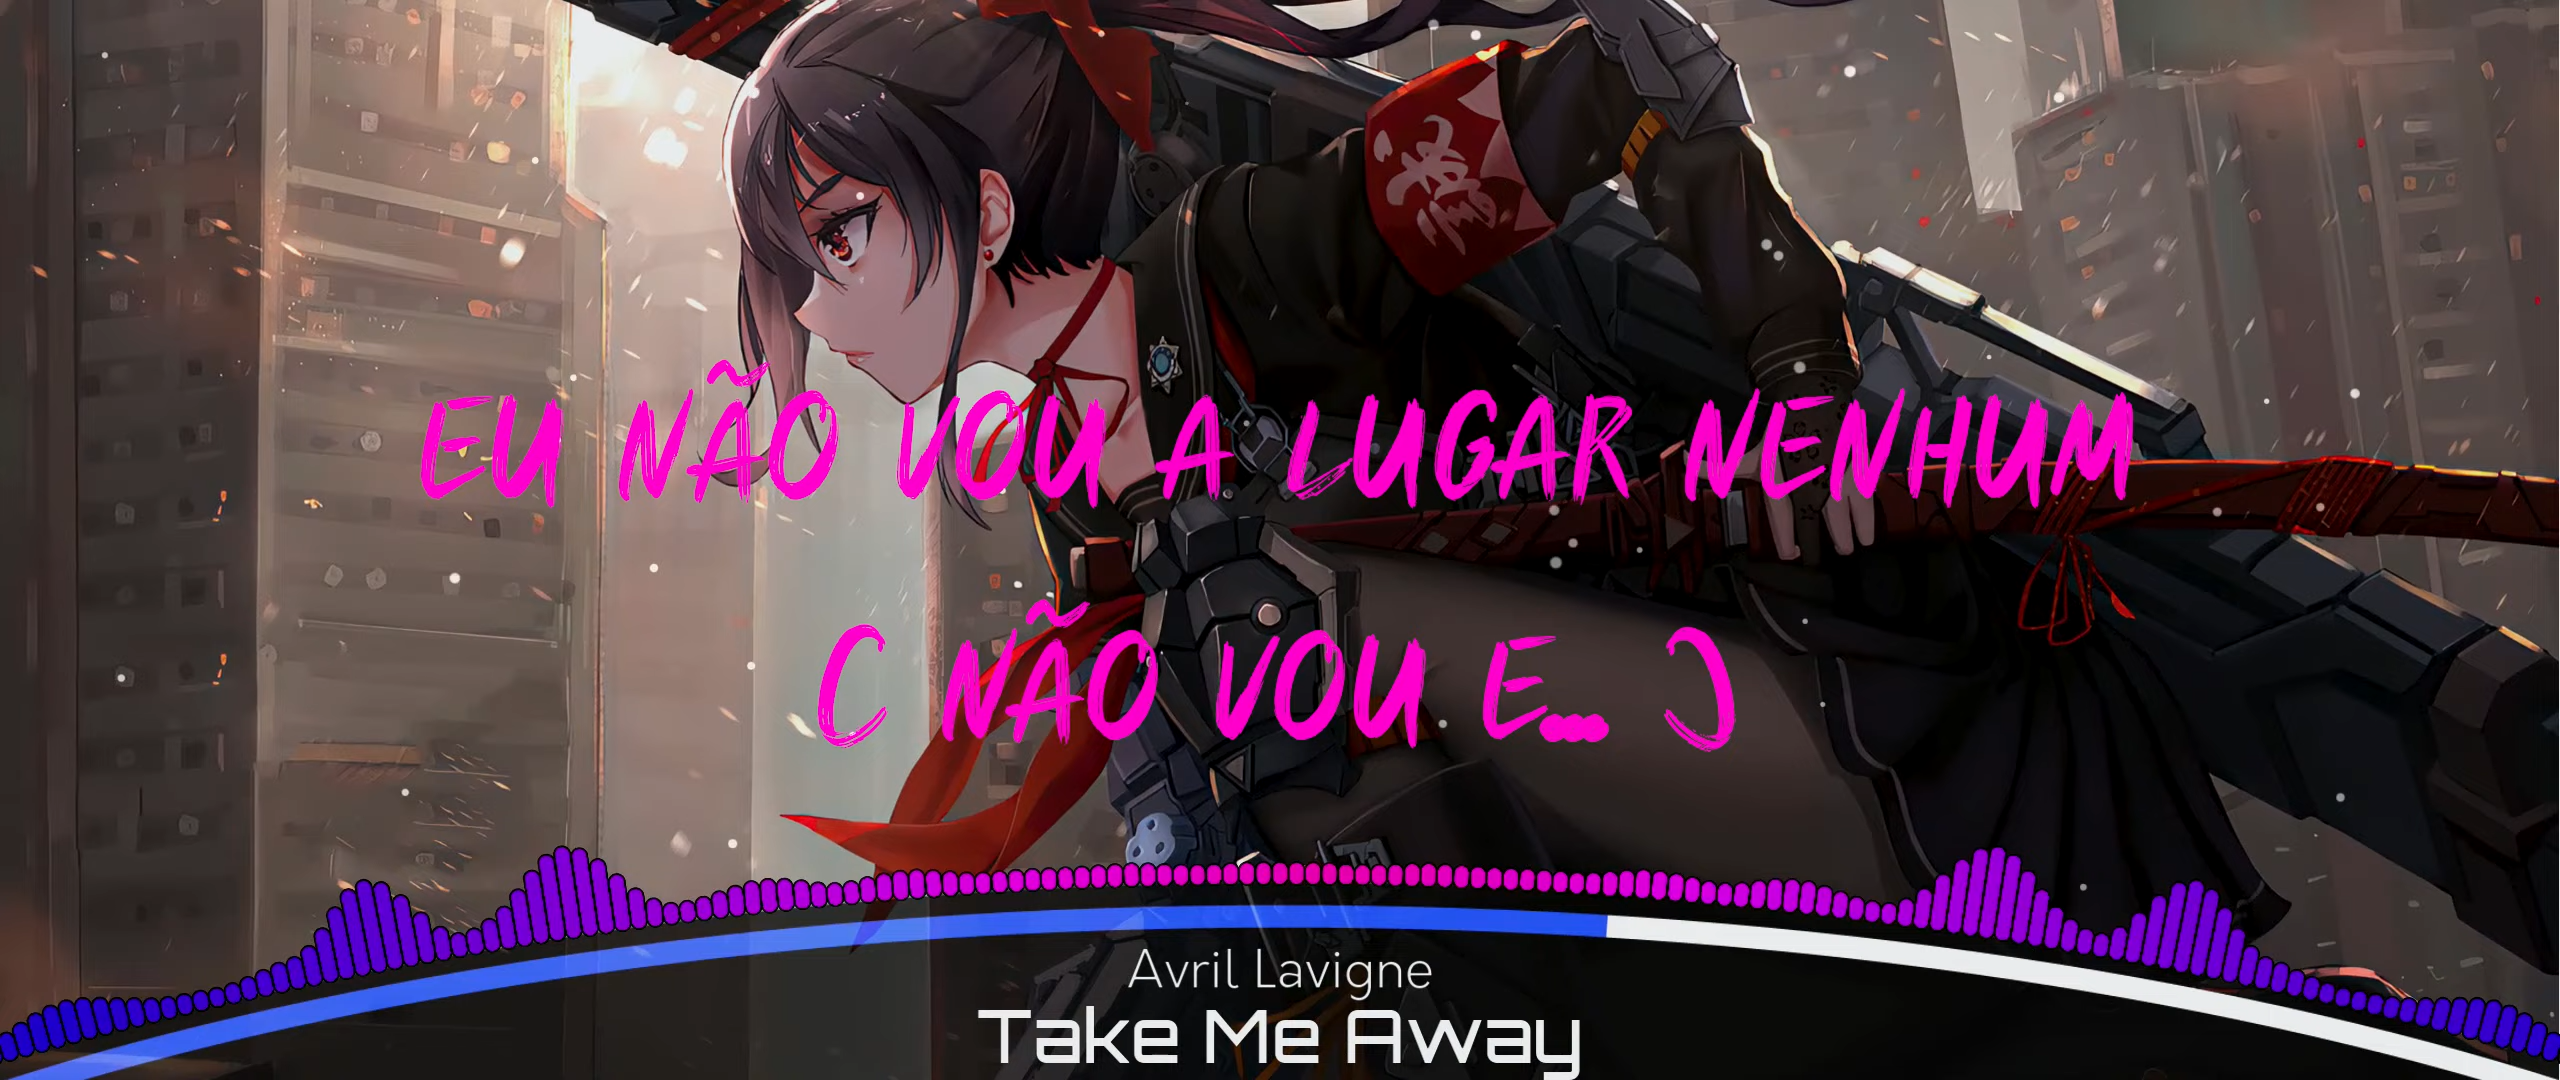 EU NÃO VOU A LUGAR NENHUM
( NÃO VOU E... )
Avril Lavigne
Take Me Away